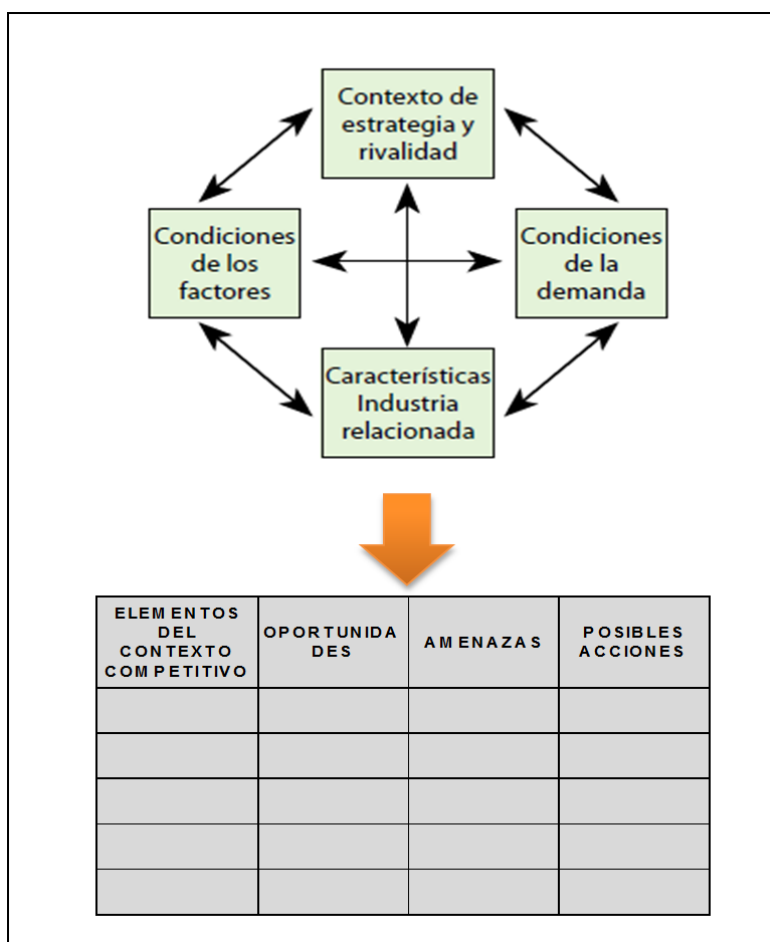 Contexto de
estrategia y
rivalidad
Condiciones
de los
factores
Condiciones
de la
demanda
Características
Industria
relacionada
ELEMENTOS
DEL
CONTEXTO
COMPETITIVO
OPORTUNIDA
DES
AMENAZAS
POSIBLES
ACCIONES